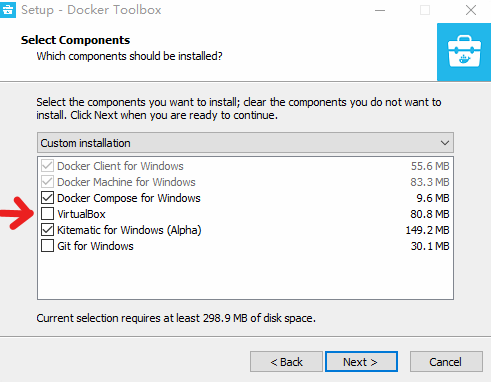 Setup - Docker Toolbox
Select Components
Which components should be installed?
Select the components you want to install; clear the components you do not want to
install. Click Next when you are ready to continue.
Custom installation
Docker Client for Windows 55.6 MB
Docker Machine for Windows 83.3 MB
Docker Compose for Windows 9.6 MB
VirtualBox 80.8 MB
Kitematic for Windows (Alpha) 149.2 MB
Git for Windows 30.1 MB
Current selection requires at least 298.9 MB of disk space.
< Back Next > Cancel